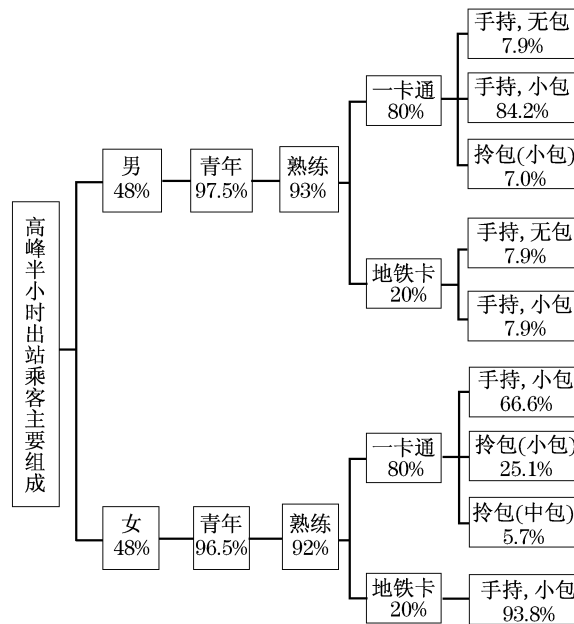 高峰半小时出站乘客主要组成
男
48%
青年
97.5%
熟练
93%
一卡通
80%
手持, 无包
7.9%
手持, 小包
84.2%
拎包(小包)
7.0%
地铁卡
20%
手持, 无包
7.9%
手持, 小包
7.9%
女
48%
青年
96.5%
熟练
92%
一卡通
80%
手持, 小包
66.6%
拎包(小包)
25.1%
拎包(中包)
5.7%
地铁卡
20%
手持, 小包
93.8%